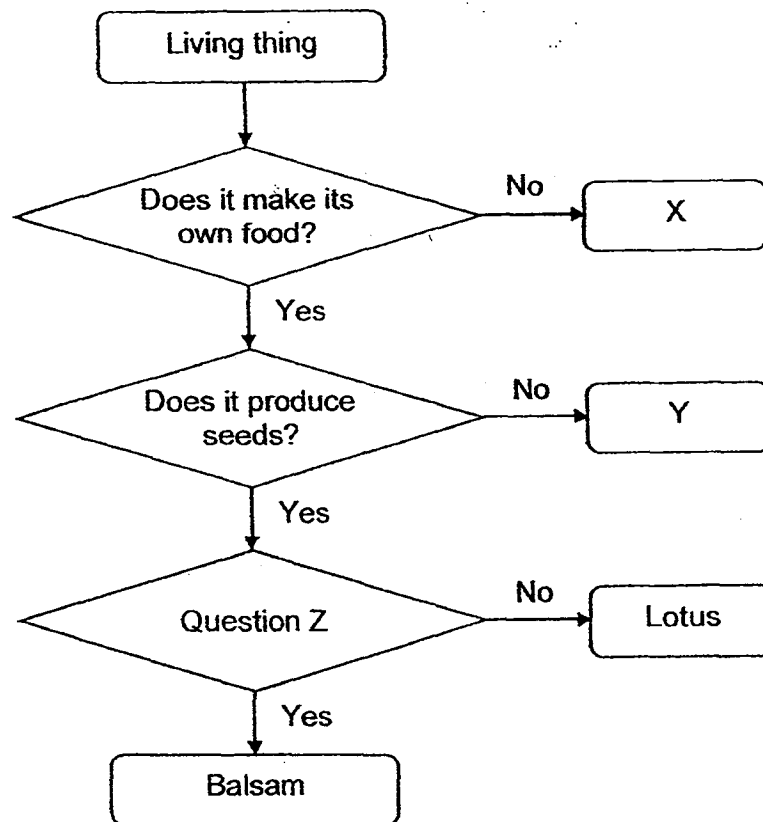 Living thing
Does it make its
own food?
No
X
Yes
Does it produce
seeds?
No
Y
Yes
Question Z
No
Lotus
Yes
Balsam